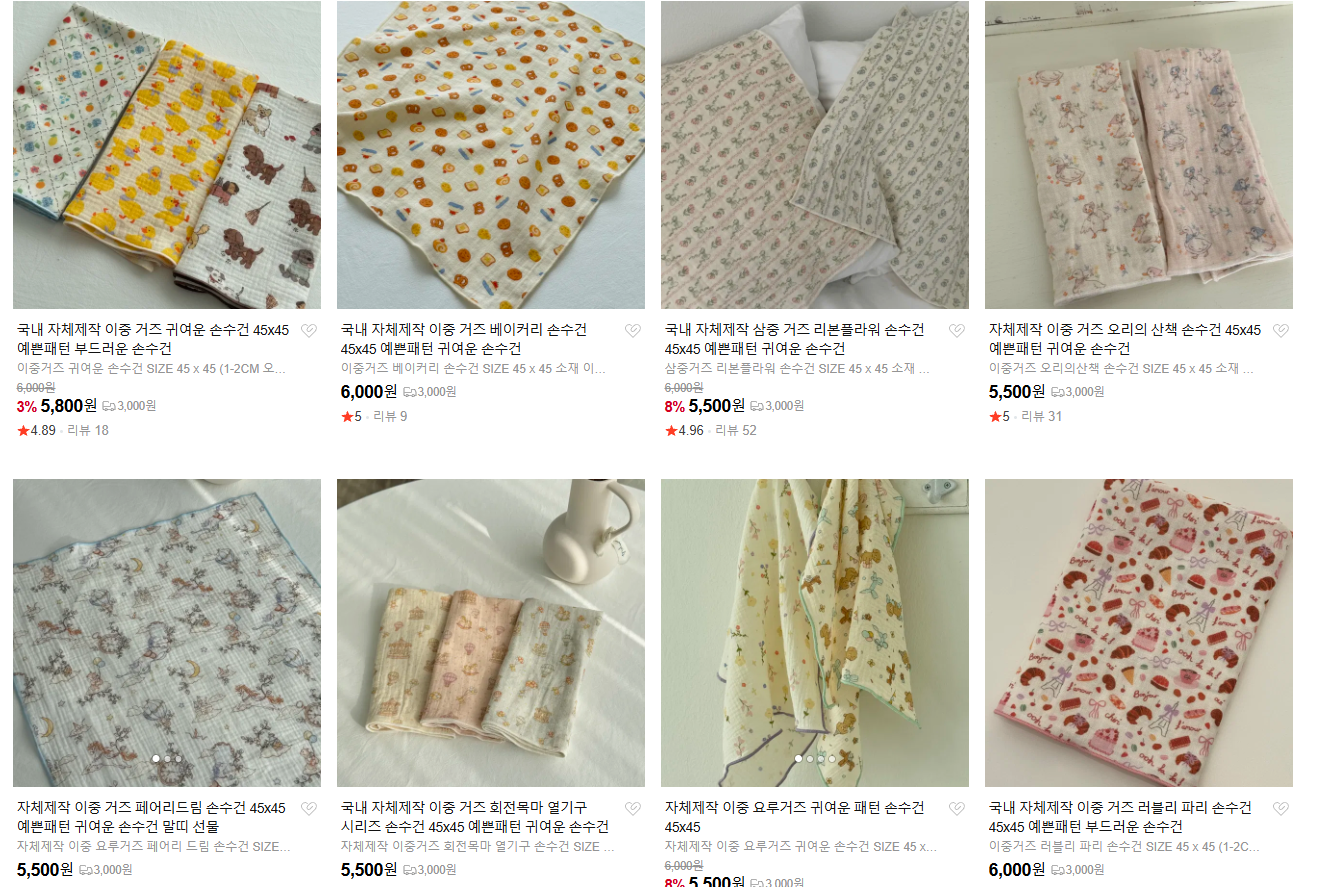 국내 자체제작 이중 거즈 귀여운 손수건 45x45
예쁜패턴 부드러운 손수건
이중거즈 귀여운 손수건 SIZE 45 x 45 (1-2CM 오...
6,000원
3% 5,800원 3,000원
★4.89 · 리뷰 18
국내 자체제작 이중 거즈 베이커리 손수건
45x45 예쁜패턴 귀여운 손수건
이중거즈 베이커리 손수건 SIZE 45 x 45 소재 이...
6,000원 3,000원
★5 · 리뷰 9
국내 자체제작 삼중 거즈 리본플라워 손수건
45x45 예쁜패턴 귀여운 손수건
삼중거즈 리본플라워 손수건 SIZE 45 x 45 소재 ...
6,000원
8% 5,500원 3,000원
★4.96 · 리뷰 52
자체제작 이중 거즈 오리의 산책 손수건 45x45
예쁜패턴 귀여운 손수건
이중거즈 오리의산책 손수건 SIZE 45 x 45 소재 ...
5,500원 3,000원
★5 · 리뷰 31
자체제작 이중 거즈 페어리드림 손수건 45x45
예쁜패턴 귀여운 손수건 말띠 선물
자체제작 이중 요루거즈 페어리 드림 손수건 SIZE...
5,500원 3,000원
국내 자체제작 이중 거즈 회전목마 열기구
시리즈 손수건 45x45 예쁜패턴 귀여운 손수건
자체제작 이중거즈 회전목마 열기구 손수건 SIZE ...
5,500원 3,000원
자체제작 이중 요루거즈 귀여운 패턴 손수건
45x45
자체제작 이중 요루거즈 귀여운 손수건 SIZE 45 x...
6,000원
8% 5,500원 3,000원
Bonjour
국내 자체제작 이중 거즈 러블리 파리 손수건
45x45 예쁜패턴 부드러운 손수건
이중거즈 러블리 파리 손수건 SIZE 45 x 45 (1-2C...
6,000원 3,000원